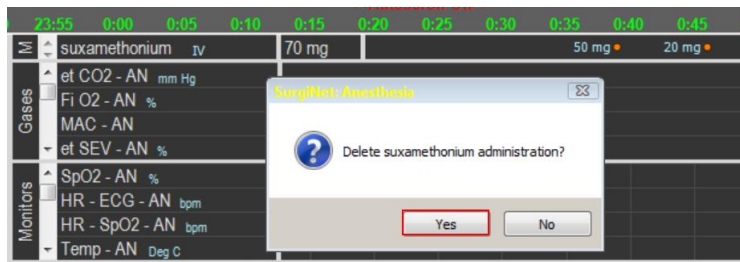 23:55 0:00 0:05 0:10 0:15 0:20 0:25 0:30 0:35 0:40 0:45
M suxamethonium IV 70 mg 50 mg 20 mg
Gases
et CO2 - AN mm Hg
Fi O2 - AN %
MAC - AN
et SEV - AN %
SurgiNet: Anesthesia
Delete suxamethonium administration?
Yes No
Monitors
SpO2 - AN %
HR - ECG - AN bpm
HR - SpO2 - AN bpm
Temp - AN Deg C